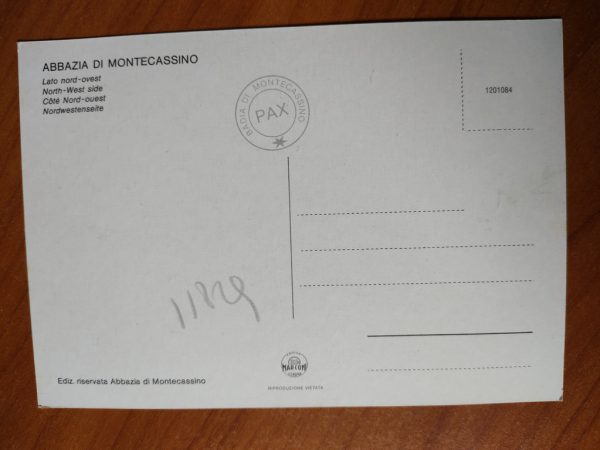 ABBAZIA DI MONTECASSINO
Lato nord-ovest
North-West side
Côté Nord-ouest
Nordwestenseite
BADIA DI MONTECASSINO
PAX
1201084
11829
Ediz. riservata Abbazia di Montecassino
MARCONI
RIPRODUZIONE VIETATA